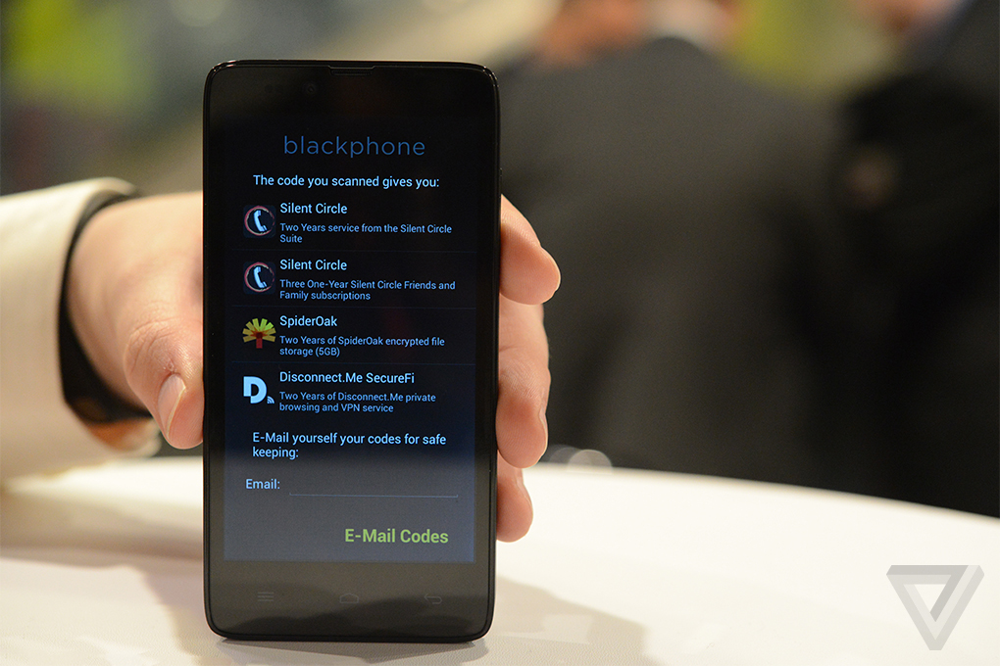 blackphone
The code you scanned gives you:
Silent Circle
Two Years service from the Silent Circle
Suite
Silent Circle
Three One-Year Silent Circle Friends and
Family subscriptions
SpiderOak
Two Years of SpiderOak encrypted file
storage (5GB)
Disconnect.Me SecureFi
Two Years of Disconnect.Me private
browsing and VPN service
E-Mail yourself your codes for safe
keeping:
Email:
E-Mail Codes